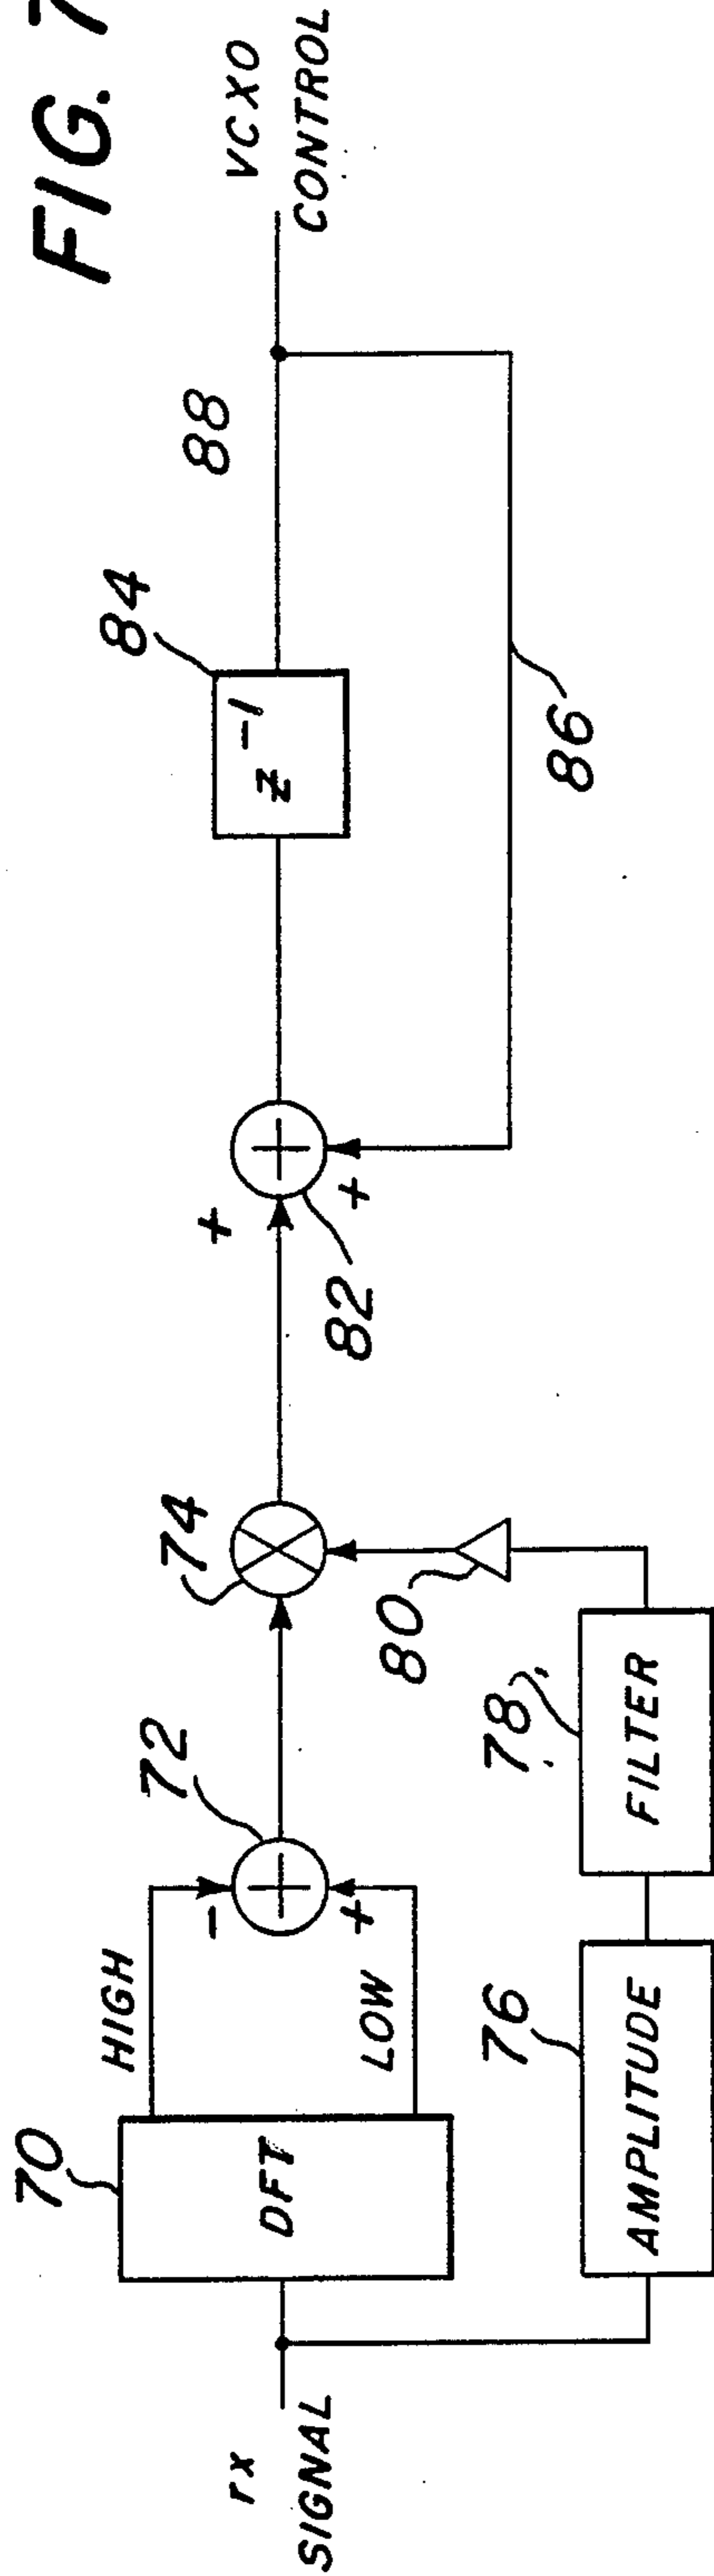 FIG. 7
rx
SIGNAL
70
DFT
HIGH
LOW
-
+
72
74
76
AMPLITUDE
78
FILTER
80
+
+
82
84
z-1
86
88
VCXO
CONTROL